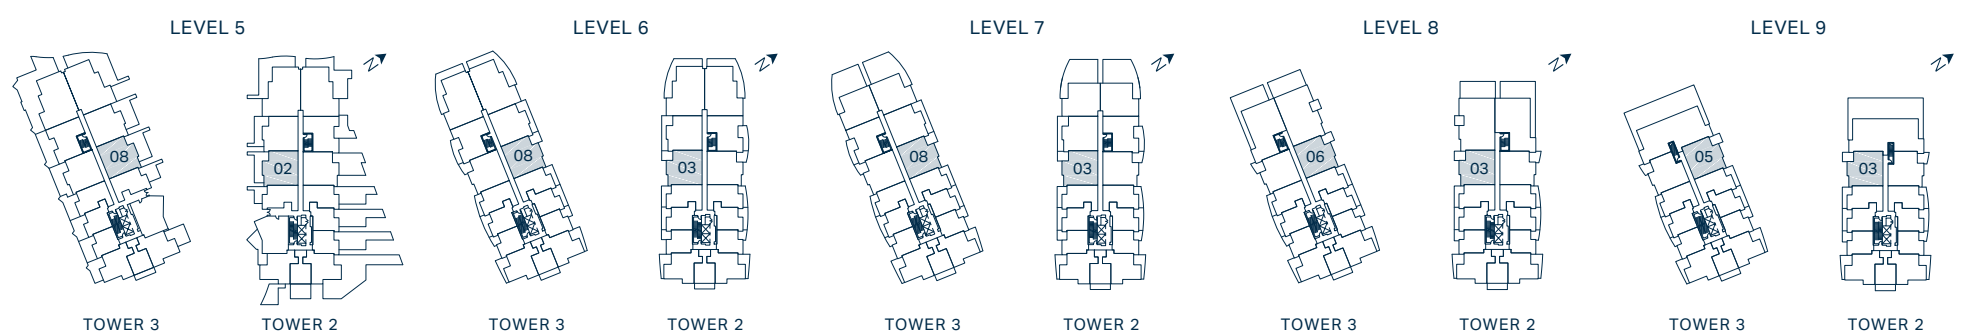 LEVEL 5
LEVEL 6
LEVEL 7
LEVEL 8
LEVEL 9
N
N
N
N
N
08
02
08
03
08
03
06
03
05
03
TOWER 3
TOWER 2
TOWER 3
TOWER 2
TOWER 3
TOWER 2
TOWER 3
TOWER 2
TOWER 3
TOWER 2